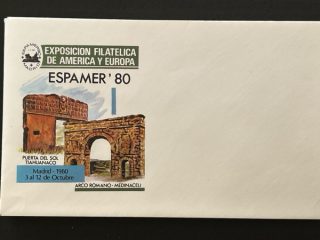 EXPOSICION FILATELICA
DE AMERICA Y EUROPA
ESPAMER '80
PUERTA DEL SOL
TIAHUANACO
Madrid - 1980
3 al 12 de Octubre
ARCO ROMANO - MEDINACELI